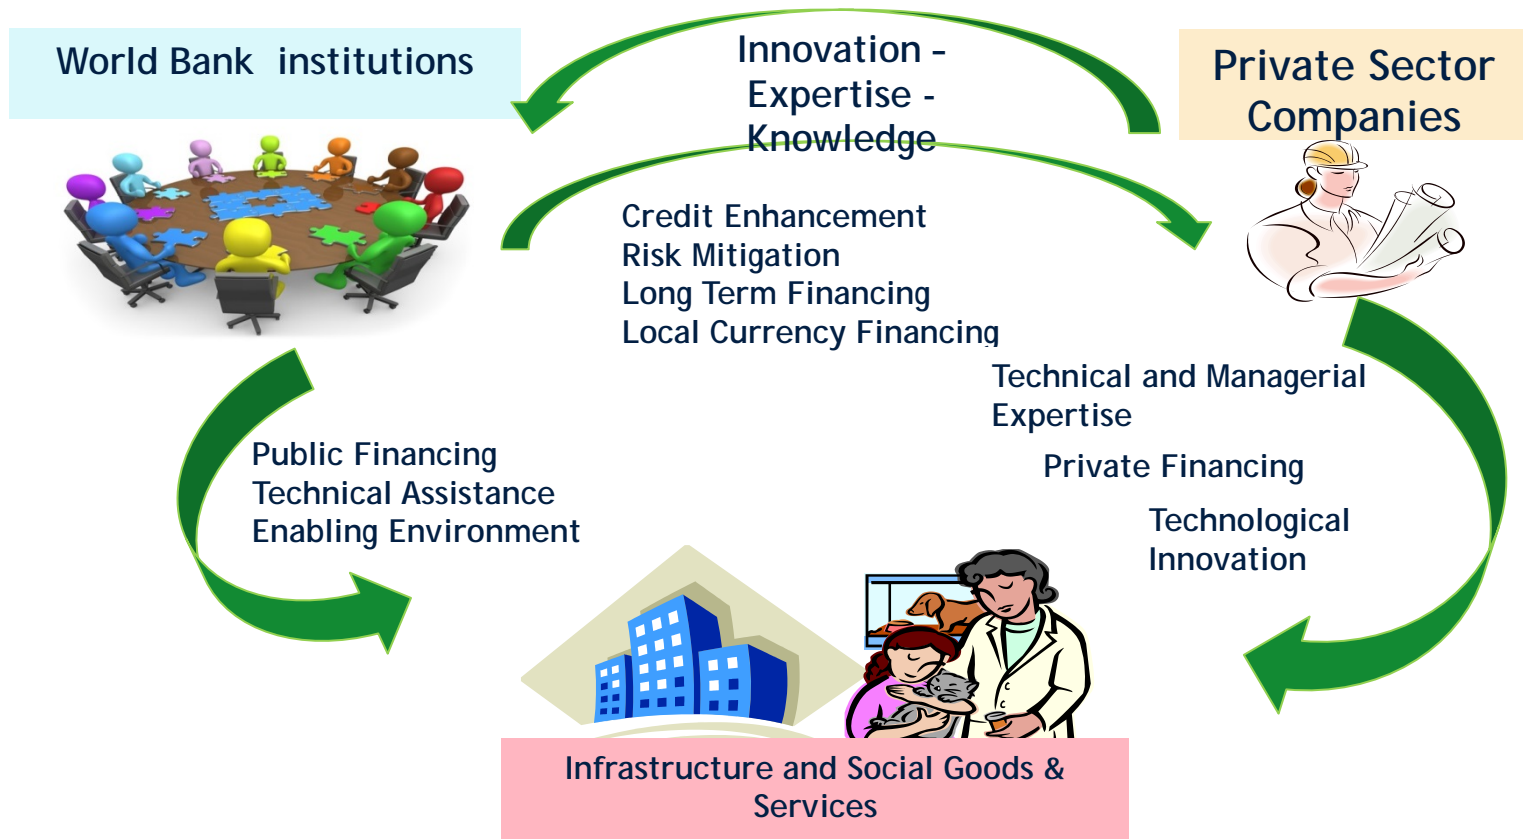 World Bank  institutions
Innovation –
Expertise -
Knowledge
Private Sector
Companies
Credit Enhancement
Risk Mitigation
Long Term Financing
Local Currency Financing
Technical and Managerial
Expertise
Private Financing
Technological
Innovation
Public Financing
Technical Assistance
Enabling Environment
Infrastructure and Social Goods &
Services